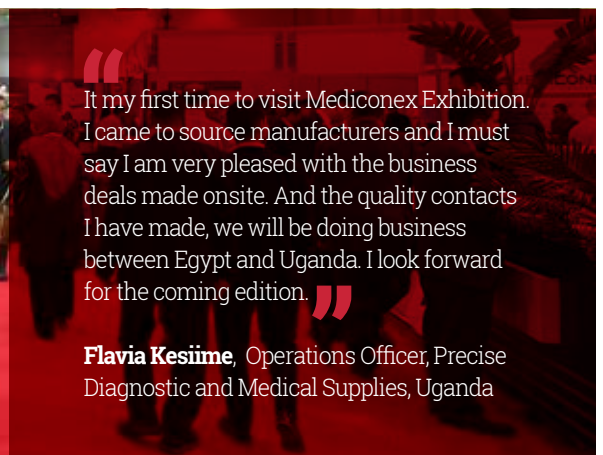 “
It my first time to visit Mediconex Exhibition.
I came to source manufacturers and I must
say I am very pleased with the business
deals made onsite. And the quality contacts
I have made, we will be doing business
between Egypt and Uganda. I look forward
for the coming edition. ”
Flavia Kesiime, Operations Officer, Precise
Diagnostic and Medical Supplies, Uganda